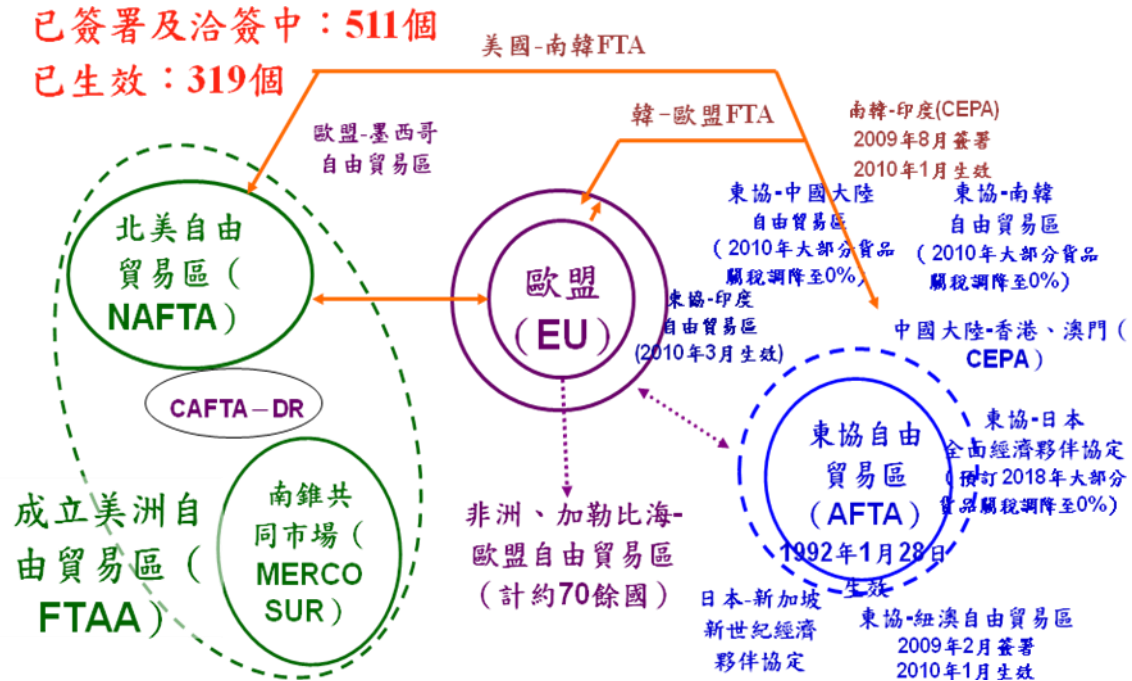 已簽署及洽簽中：511個
已生效：319個
美國-南韓FTA
韓-歐盟FTA
歐盟-墨西哥
自由貿易區
南韓-印度(CEPA)
2009年8月簽署
2010年1月生效
東協-中國大陸
自由貿易區
（2010年大部分貨品
關稅調降至0%）
東協-南韓
自由貿易區
（2010年大部分貨品
關稅調降至0%）
北美自由
貿易區（
NAFTA）
歐盟
（EU）
東協-印度
自由貿易區
(2010年3月生效)
中國大陸-香港、澳門（
CEPA）
CAFTA–DR
東協自由
貿易區
（AFTA）
1992年1月28日
生效
東協-日本
全面經濟夥伴協定
（預訂2018年大部分
貨品關稅調降至0%）
成立美洲自
由貿易區（
FTAA）
南錐共
同市場（
MERCO
SUR）
非洲、加勒比海-
歐盟自由貿易區
（計約70餘國）
日本-新加坡
新世紀經濟
夥伴協定
東協-紐澳自由貿易區
2009年2月簽署
2010年1月生效